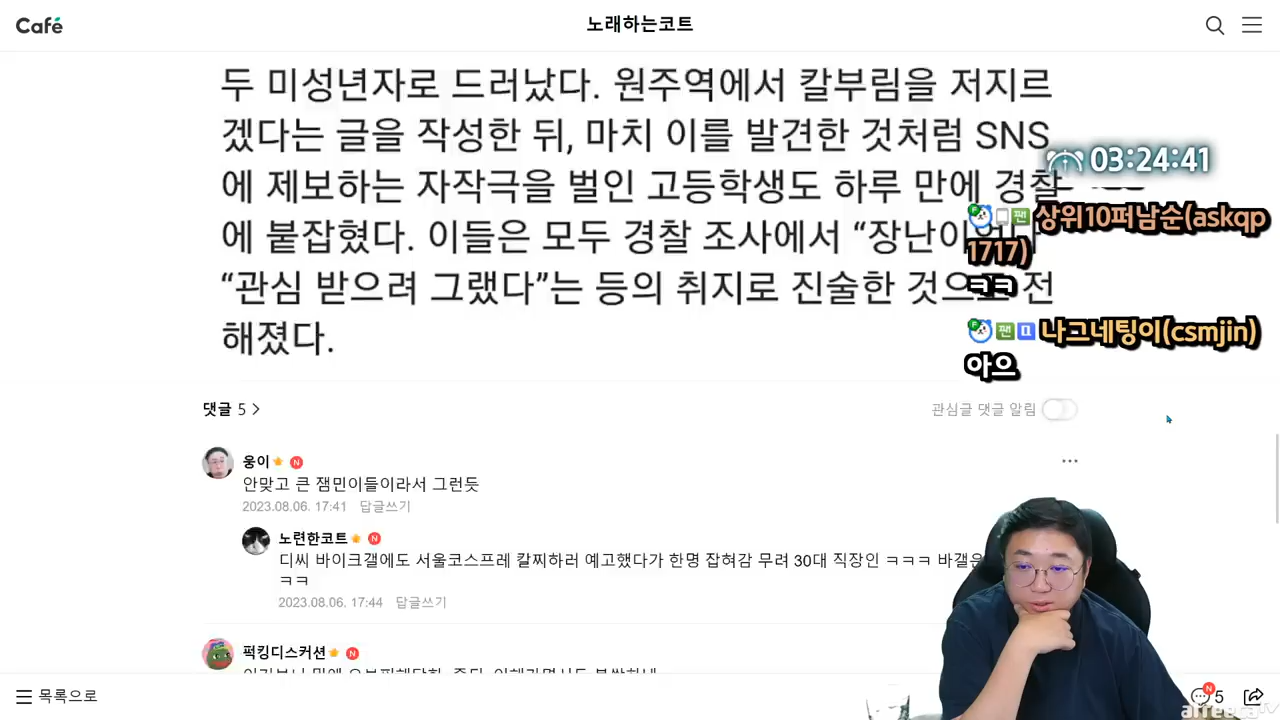 Café
노래하는코트
두 미성년자로 드러났다. 원주역에서 칼부림을 저지르
겠다는 글을 작성한 뒤, 마치 이를 발견한 것처럼 SNS
에 제보하는 자작극을 벌인 고등학생도 하루 만에 경찰
에 붙잡혔다. 이들은 모두 경찰 조사에서 “장난이었다
“관심 받으려 그랬다”는 등의 취지로 진술한 것으로 전
해졌다.
03:24:41
상위10퍼남순(askqp
1717)
ㅋㅋ
나그네팅이(csmjin)
아으
댓글 5
관심글 댓글 알림
웅이
안맞고 큰 잼민이들이라서 그런듯
2023.08.06. 17:41 답글쓰기
노련한코트
디씨 바이크갤에도 서울코스프레 칼찌하러 예고했다가 한명 잡혀감 무려 30대 직장인 ㅋㅋㅋ 바갤은
ㅋㅋ
2023.08.06. 17:44 답글쓰기
퍽킹디스커션
목록으로
5
afreecaTV